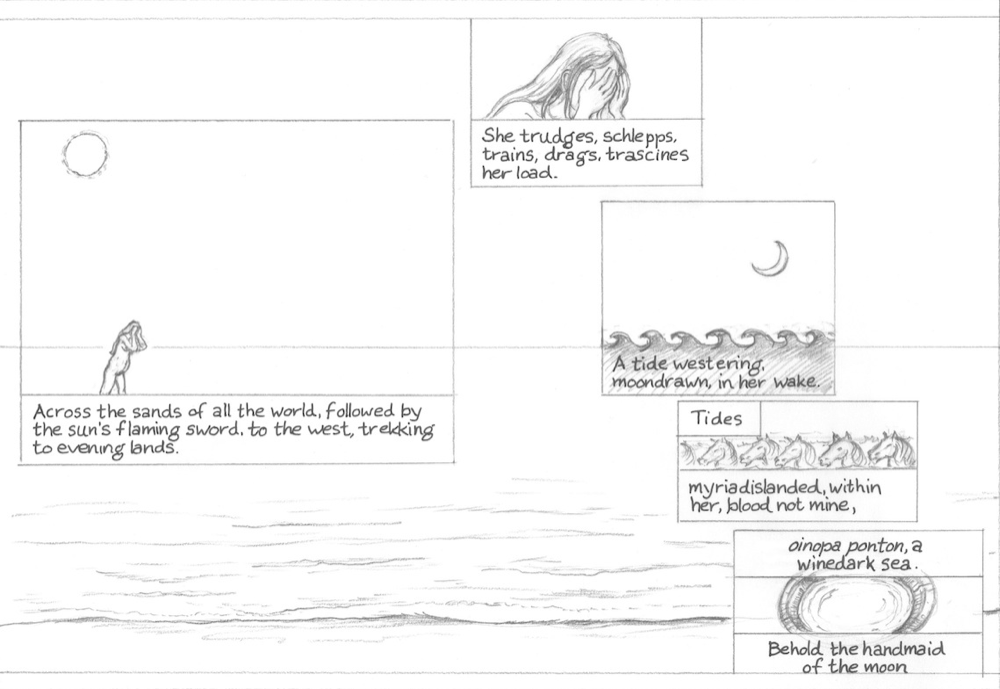 Across the sands of all the world, followed by
the sun's flaming sword, to the west, trekking
to evening lands.
She trudges, schlepps,
trains, drags, trascines
her load.
A tide westering,
moondrawn, in her wake.
Tides
myriadislanded, within
her, blood not mine,
oinopa ponton, a
winedark sea.
Behold the handmaid
of the moon